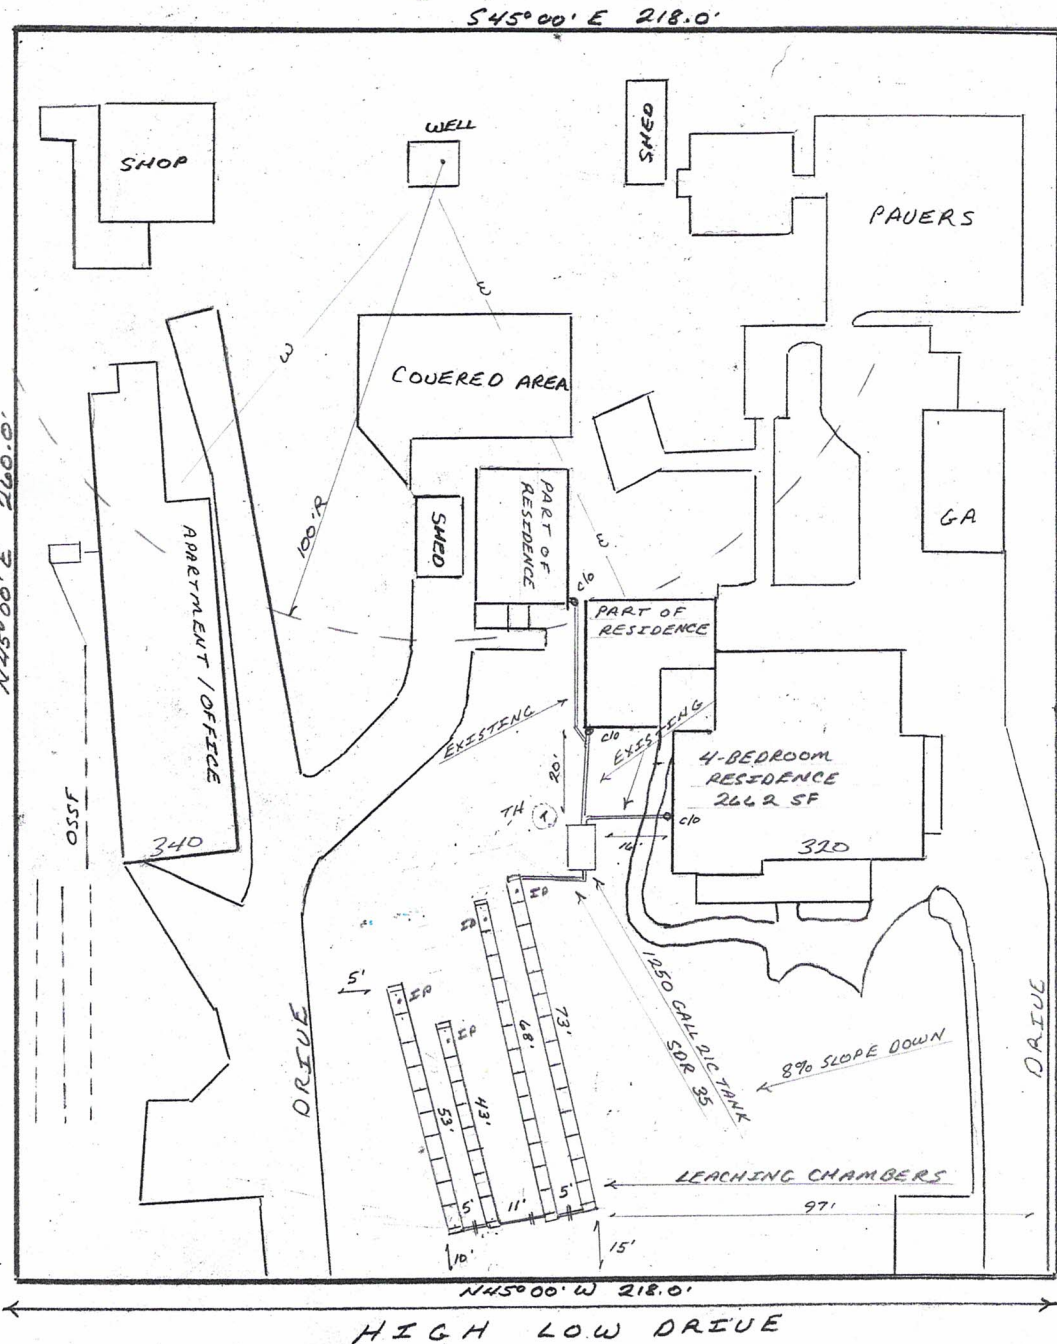 S45°00' E 218.0'
WELL
SHED
SHOP
PAVERS
W
W
COVERED AREA
N45°00' E 260.0'
100'R
SHED
PART OF
RESIDENCE
GA
W
c/o
PART OF
RESIDENCE
APARTMENT / OFFICE
EXISTING
EXISTING
c/o
20'
4-BEDROOM
RESIDENCE
2662 SF
TH 1
c/o
16'
OSSF
340
320
IP
IP
5'
IP
IP
1250 GALL 2/C TANK
SDR 35
73'
68'
53'
43'
DRIVE
DRIVE
8% SLOPE DOWN
LEACHING CHAMBERS
5'
11'
5'
97'
10'
15'
N45°00' W 218.0'
HIGH LOW DRIVE